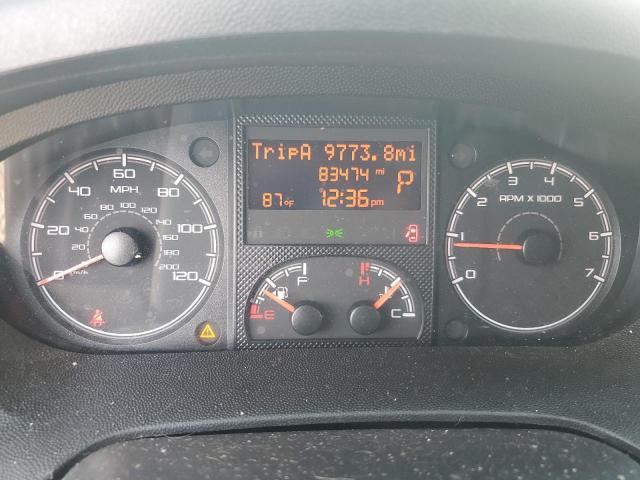 TripA 9773.8mi
83474 mi
P
87°F 12:36 pm
0 20 40 60 80 100 120
MPH
20 40 60 80 100 120 140 160 180 200
km/h
0 1 2 3 4 5 6 7
RPM X 1000
F H
E C